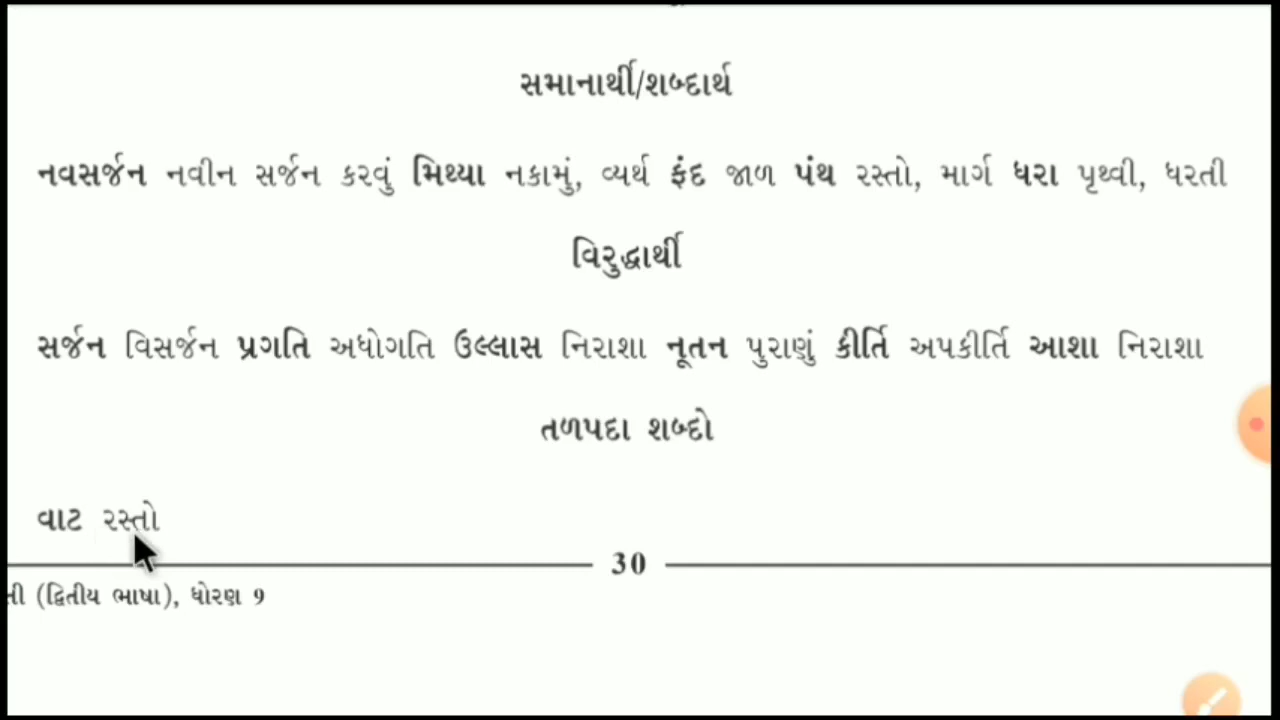 સમાનાર્થી/શબ્દાર્થ
નવસર્જન નવીન સર્જન કરવું મિથ્યા નકામું, વ્યર્થ ફંદ જાળ પંથ રસ્તો, માર્ગ ધરા પૃથ્વી, ધરતી
વિરુદ્ધાર્થી
સર્જન વિસર્જન પ્રગતિ અધોગતિ ઉલ્લાસ નિરાશા નૂતન પુરાણું કીર્તિ અપકીર્તિ આશા નિરાશા
તળપદા શબ્દો
વાટ રસ્તો
30
(દ્વિતીય ભાષા), ધોરણ 9